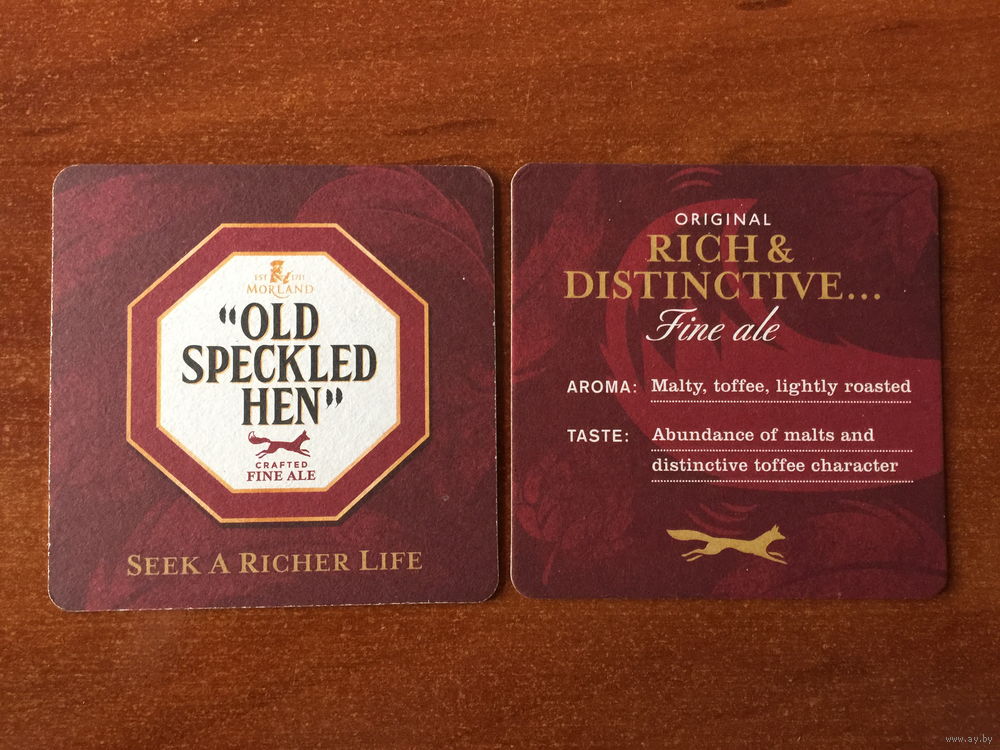 EST 1711
MORLAND
"OLD
SPECKLED
HEN"
CRAFTED
FINE ALE
SEEK A RICHER LIFE
ORIGINAL
RICH &
DISTINCTIVE...
Fine ale
AROMA: Malty, toffee, lightly roasted
TASTE: Abundance of malts and
distinctive toffee character
www.ay.by